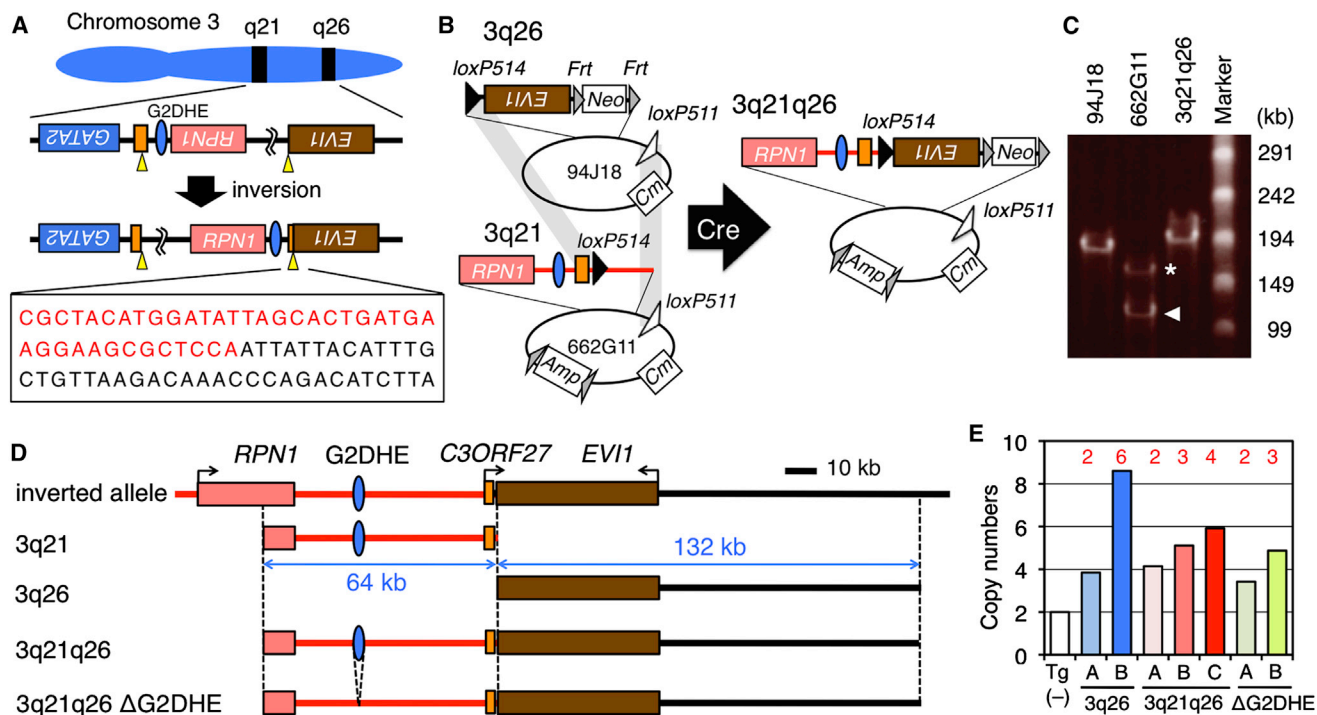 A
Chromosome 3
q21
q26
G2DHE
GATA2
RPN1
EVI1
inversion
GATA2
RPN1
EVI1
CGCTACATGGATATTAGCACTGATGA
AGGAAGCGCTCCAATTATTACATTTG
CTGTTAAGACAAACCCAGACATCTTA
B
3q26
loxP514
Frt
Frt
EVI1
Neo
loxP511
94J18
Cm
3q21
loxP514
RPN1
loxP511
662G11
Amp
Cm
Cre
3q21q26
loxP514
RPN1
EVI1
Neo
loxP511
Amp
Cm
C
94J18
662G11
3q21q26
Marker
(kb)
291
242
194
*
149
99
D
RPN1
G2DHE
C3ORF27
EVI1
10 kb
inverted allele
3q21
64 kb
132 kb
3q26
3q21q26
3q21q26 ΔG2DHE
E
Copy numbers
10
8
6
4
2
0
2 6 2 3 4 2 3
Tg (-)
A B A B C A B
3q26 3q21q26 ΔG2DHE